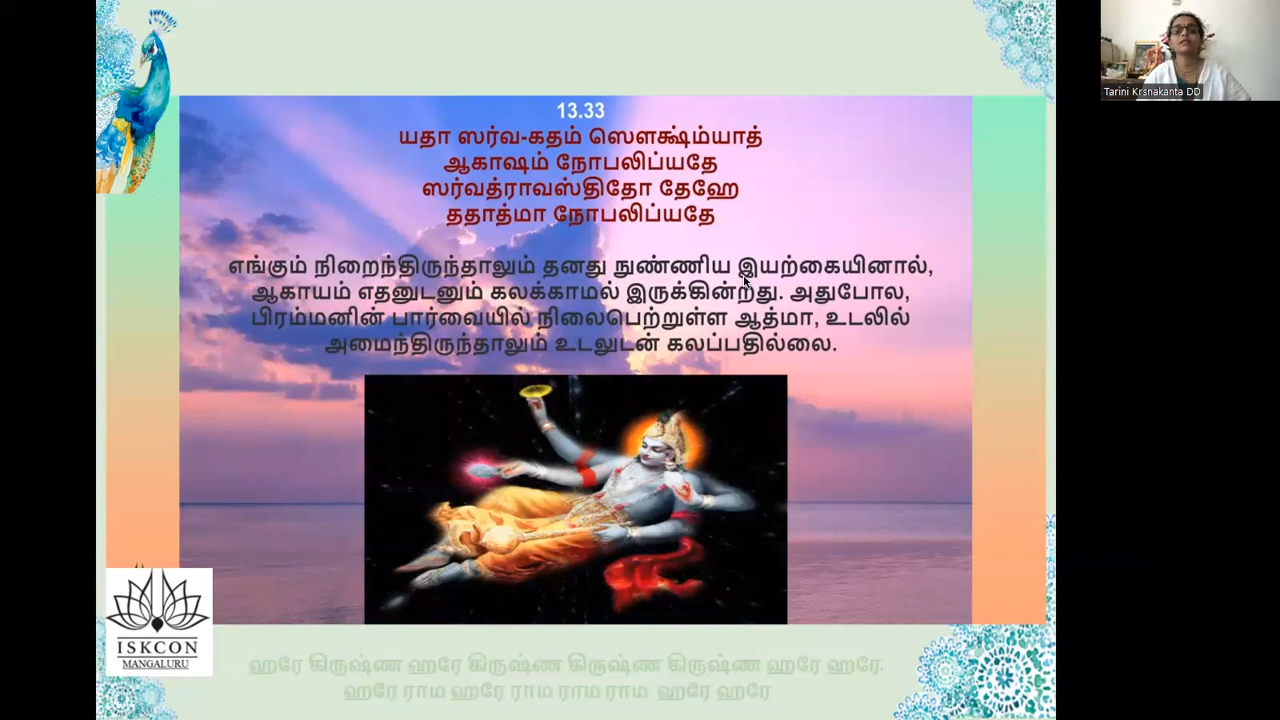 13.33
யதா ஸர்வ-கதம் ஸௌக்ஷ்ம்யாத்
ஆகாஷம் நோபலிப்யதே
ஸர்வத்ராவஸ்திதோ தேஹே
ததாத்மா நோபலிப்யதே
எங்கும் நிறைந்திருந்தாலும் தனது நுண்ணிய இயற்கையினால்,
ஆகாயம் எதனுடனும் கலக்காமல் இருக்கின்றது. அதுபோல,
பிரம்மனின் பார்வையில் நிலைபெற்றுள்ள ஆத்மா, உடலில்
அமைந்திருந்தாலும் உடலுடன் கலப்பதில்லை.
ISKCON
MANGALURU
ஹரே கிருஷ்ண ஹரே கிருஷ்ண கிருஷ்ண கிருஷ்ண ஹரே ஹரே.
ஹரே ராம ஹரே ராம ராம ராம ஹரே ஹரே
Tarini Krsnakanta DD